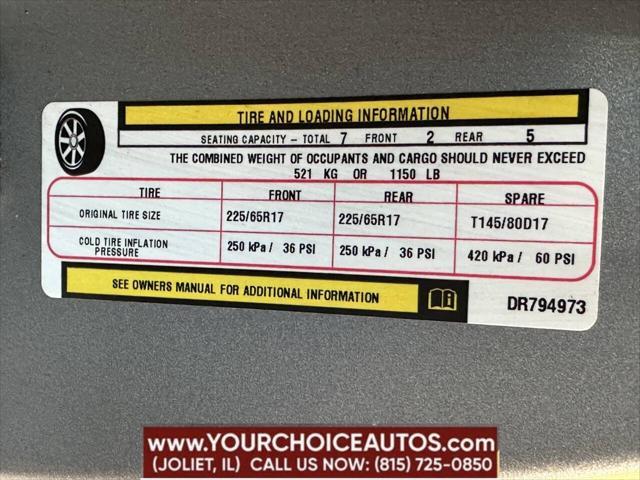 TIRE AND LOADING INFORMATION
SEATING CAPACITY - TOTAL 7 FRONT 2 REAR 5
THE COMBINED WEIGHT OF OCCUPANTS AND CARGO SHOULD NEVER EXCEED
521 KG OR 1150 LB
TIRE FRONT REAR SPARE
ORIGINAL TIRE SIZE 225/65R17 225/65R17 T145/80D17
COLD TIRE INFLATION
PRESSURE 250 kPa / 36 PSI 250 kPa / 36 PSI 420 kPa / 60 PSI
SEE OWNERS MANUAL FOR ADDITIONAL INFORMATION
DR794973
WWW.YOURCHOICEAUTOS.COM
(JOLIET, IL) CALL US NOW: (815) 725-0850